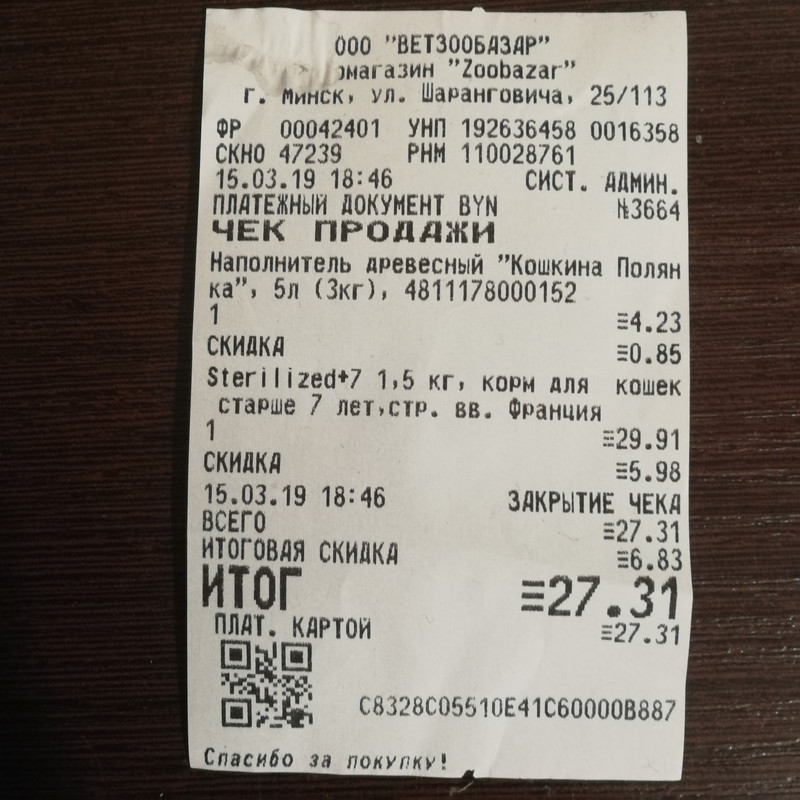 ООО "ВЕТЗООБАЗАР"
"Zoobazar"
г. Минск, ул. Шаранговича, 25/113
ФР 00042401 УНП 192636458 0016358
СКНО 47239 РНМ 110028761
15.03.19 18:46 СИСТ. АДМИН.
ПЛАТЕЖНЫЙ ДОКУМЕНТ BYN №3664
ЧЕК ПРОДАЖИ
Наполнитель древесный "Кошкина Полян
ка", 5л (3кг), 4811178000152
1 =4.23
СКИДКА =0.85
Sterilized+7 1,5 кг, корм для кошек
старше 7 лет,стр. вв. Франция
1 =29.91
СКИДКА =5.98
15.03.19 18:46 ЗАКРЫТИЕ ЧЕКА
ВСЕГО =27.31
ИТОГОВАЯ СКИДКА =6.83
ИТОГ =27.31
ПЛАТ. КАРТОЙ =27.31
C8328C05510E41C60000B887
Спасибо за покупку!